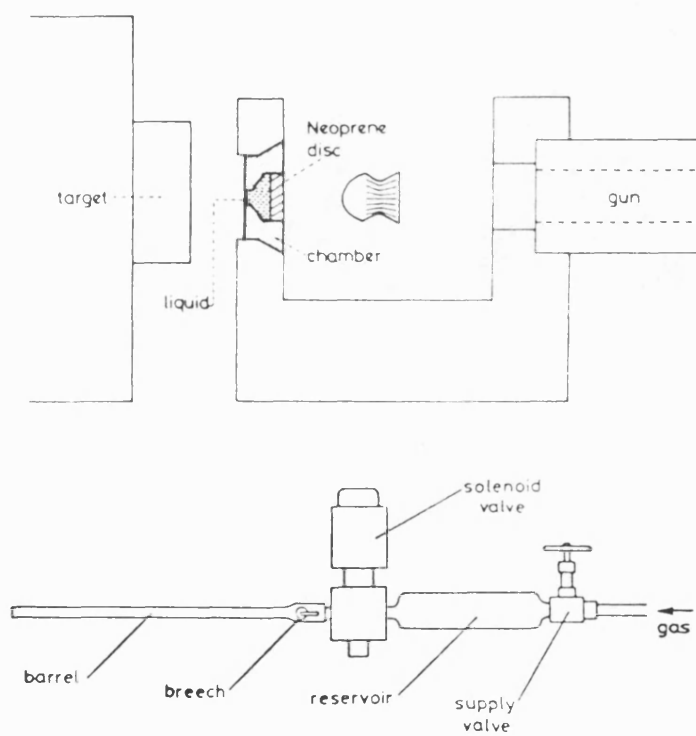 Neoprene
disc
target
gun
chamber
liquid
solenoid
valve
gas
barrel
breech
reservoir
supply
valve